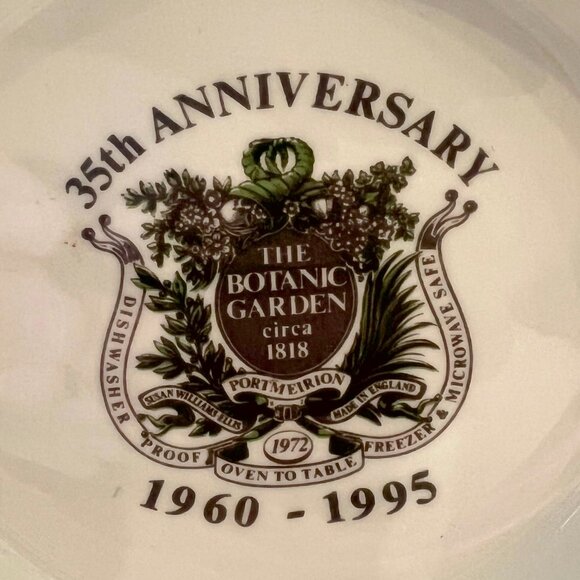 35th ANNIVERSARY
THE
BOTANIC
GARDEN
circa
1818
PORTMEIRION
SUSAN WILLIAMS ELLIS
MADE IN ENGLAND
DISHWASHER
PROOF
FREEZER & MICROWAVE SAFE
1972
OVEN TO TABLE
1960 - 1995